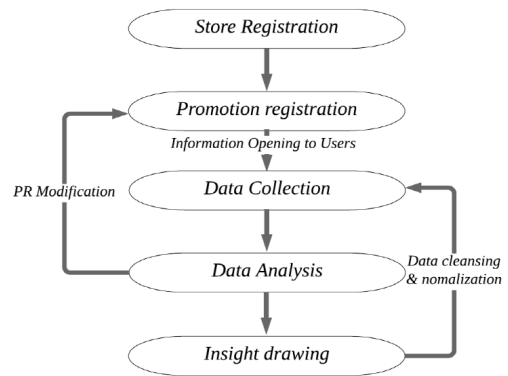 Store Registration
Promotion registration
Information Opening to Users
PR Modification
Data Collection
Data Analysis
Data cleansing
& nomalization
Insight drawing